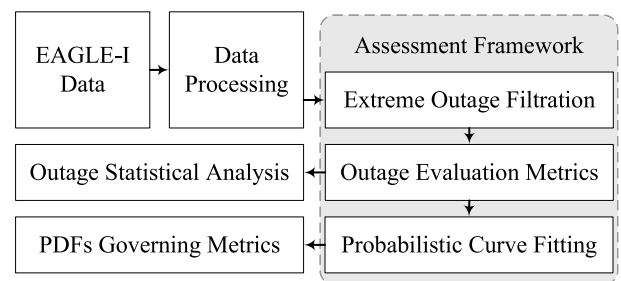 EAGLE-I
Data
Data
Processing
Assessment Framework
Extreme Outage Filtration
Outage Statistical Analysis
Outage Evaluation Metrics
PDFs Governing Metrics
Probabilistic Curve Fitting